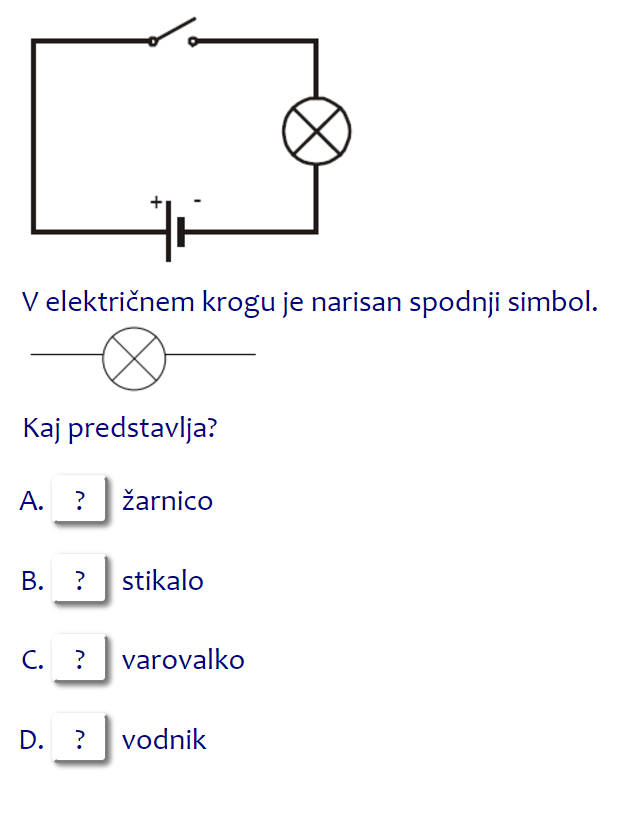 + -
V električnem krogu je narisan spodnji simbol.
Kaj predstavlja?
A. ? žarnico
B. ? stikalo
C. ? varovalko
D. ? vodnik